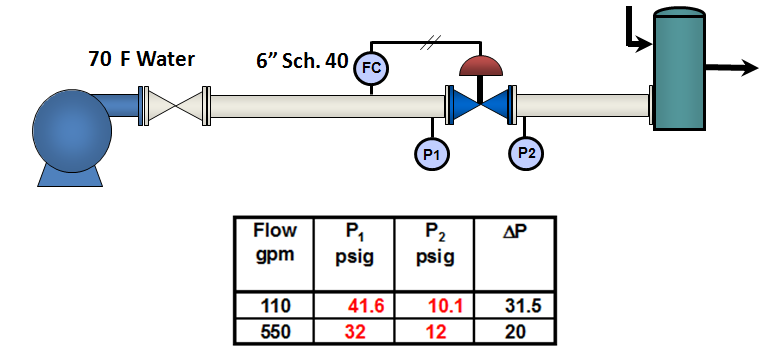 70 F Water
6” Sch. 40
FC
P1
P2
Flow gpm P₁ psig P₂ psig ΔP
110 41.6 10.1 31.5
550 32 12 20